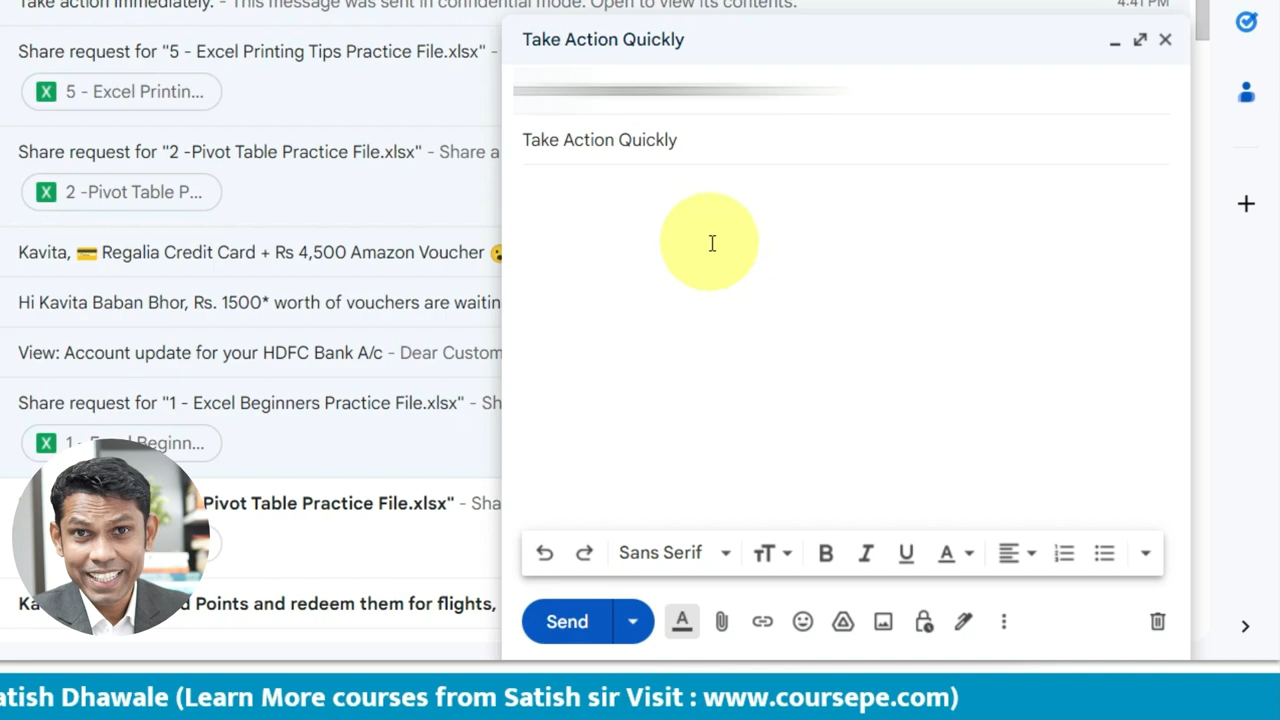 Take action immediately. - This message was sent in confidential mode. Open to view its contents.
4:41 PM
Share request for "5 - Excel Printing Tips Practice File.xlsx" -
5 - Excel Printin...
Share request for "2 -Pivot Table Practice File.xlsx" - Share a
2 -Pivot Table P...
Kavita, 💳 Regalia Credit Card + Rs 4,500 Amazon Voucher
Hi Kavita Baban Bhor, Rs. 1500* worth of vouchers are waitin
View: Account update for your HDFC Bank A/c - Dear Custom
Share request for "1 - Excel Beginners Practice File.xlsx" - Sh
1 - Excel Beginn...
Pivot Table Practice File.xlsx" - Sha
Ka
d Points and redeem them for flights,
Take Action Quickly
Take Action Quickly
Sans Serif
Send
atish Dhawale (Learn More courses from Satish sir Visit : www.coursepe.com)